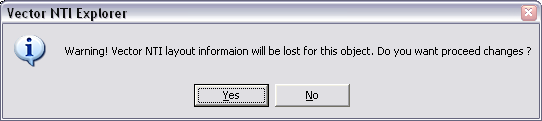 Vector NTI Explorer
Warning! Vector NTI layout informaion will be lost for this object. Do you want proceed changes ?
Yes No